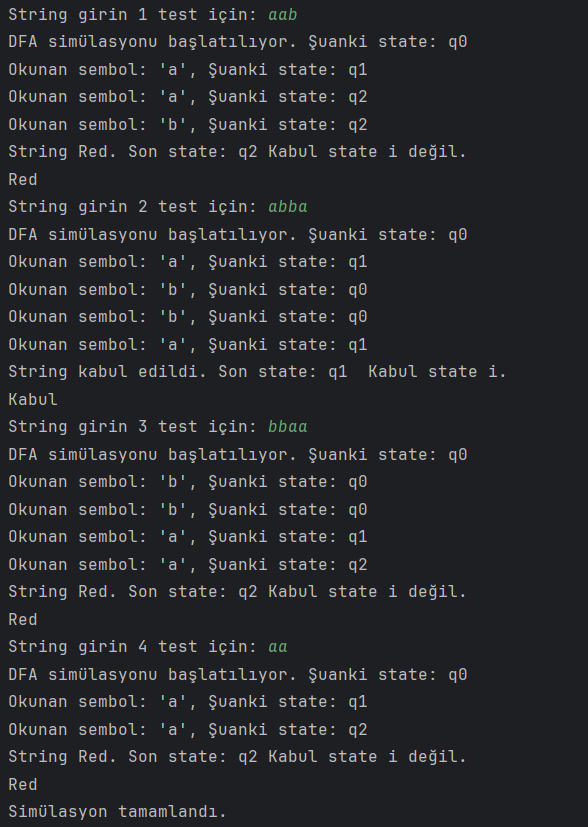 String girin 1 test için: aab
DFA simülasyonu başlatılıyor. Şuanki state: q0
Okunan sembol: 'a', Şuanki state: q1
Okunan sembol: 'a', Şuanki state: q2
Okunan sembol: 'b', Şuanki state: q2
String Red. Son state: q2 Kabul state i değil.
Red
String girin 2 test için: abba
DFA simülasyonu başlatılıyor. Şuanki state: q0
Okunan sembol: 'a', Şuanki state: q1
Okunan sembol: 'b', Şuanki state: q0
Okunan sembol: 'b', Şuanki state: q0
Okunan sembol: 'a', Şuanki state: q1
String kabul edildi. Son state: q1  Kabul state i.
Kabul
String girin 3 test için: bbaa
DFA simülasyonu başlatılıyor. Şuanki state: q0
Okunan sembol: 'b', Şuanki state: q0
Okunan sembol: 'b', Şuanki state: q0
Okunan sembol: 'a', Şuanki state: q1
Okunan sembol: 'a', Şuanki state: q2
String Red. Son state: q2 Kabul state i değil.
Red
String girin 4 test için: aa
DFA simülasyonu başlatılıyor. Şuanki state: q0
Okunan sembol: 'a', Şuanki state: q1
Okunan sembol: 'a', Şuanki state: q2
String Red. Son state: q2 Kabul state i değil.
Red
Simülasyon tamamlandı.